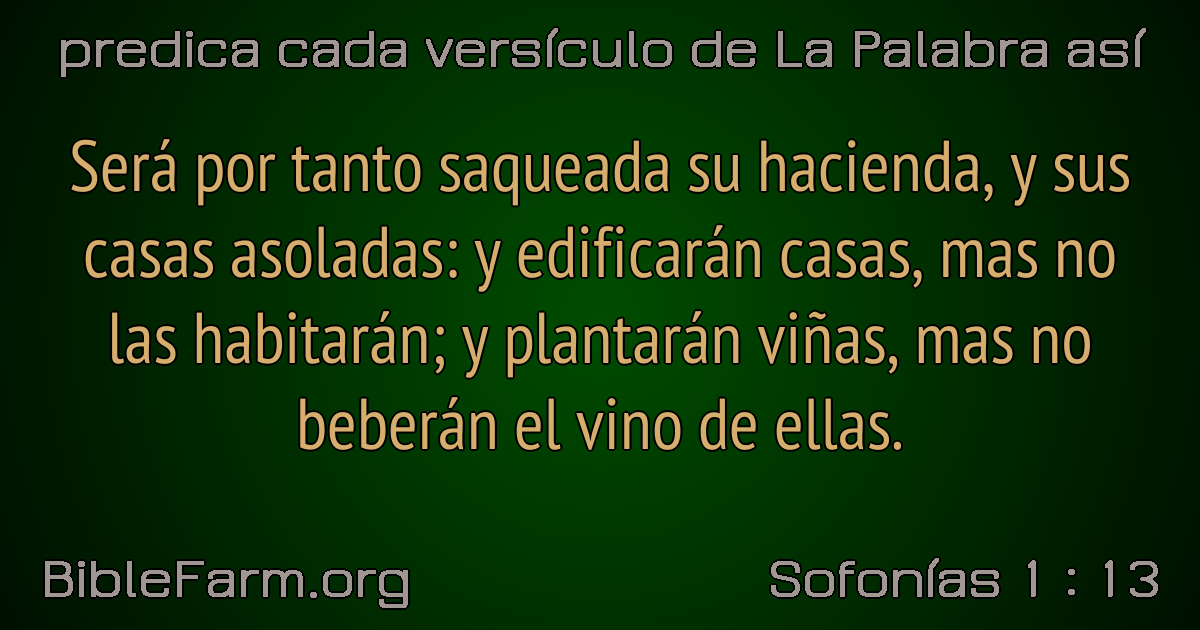 predica cada versículo de La Palabra así
Será por tanto saqueada su hacienda, y sus
casas asoladas: y edificarán casas, mas no
las habitarán; y plantarán viñas, mas no
beberán el vino de ellas.
BibleFarm.org
Sofonías 1 : 13